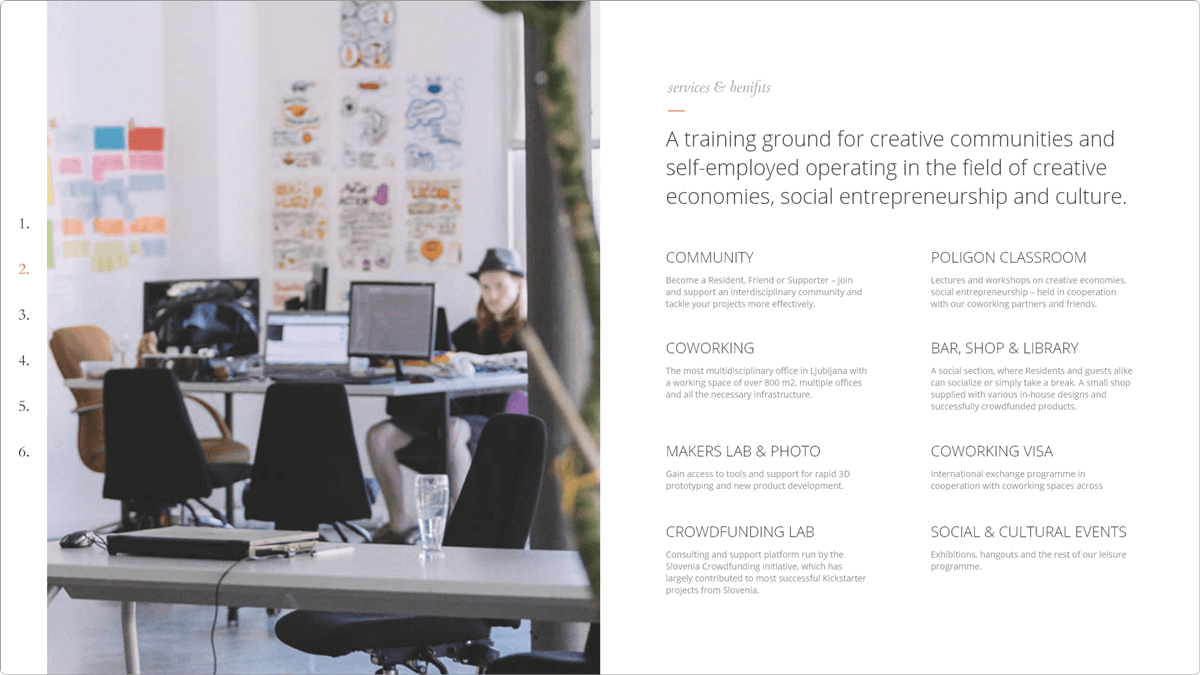 1.
2.
3.
4.
5.
6.
services & benifits
A training ground for creative communities and
self-employed operating in the field of creative
economies, social entrepreneurship and culture.
COMMUNITY
Become a Resident, Friend or Supporter – join
and support an interdisciplinary community and
tackle your projects more effectively.
COWORKING
The most multidisciplinary office in Ljubljana with
a working space of over 800 m2, multiple offices
and all the necessary infrastructure.
MAKERS LAB & PHOTO
Gain access to tools and support for rapid 3D
prototyping and new product development.
CROWDFUNDING LAB
Consulting and support platform run by the
Slovenia Crowdfunding Initiative, which has
largely contributed to most successful Kickstarter
projects from Slovenia.
POLIGON CLASSROOM
Lectures and workshops on creative economies,
social entrepreneurship – held in cooperation
with our coworking partners and friends.
BAR, SHOP & LIBRARY
A social section, where Residents and guests alike
can socialize or simply take a break. A small shop
supplied with various in-house designs and
successfully crowdfunded products.
COWORKING VISA
International exchange programme in
cooperation with coworking spaces across
SOCIAL & CULTURAL EVENTS
Exhibitions, hangouts and the rest of our leisure
programme.